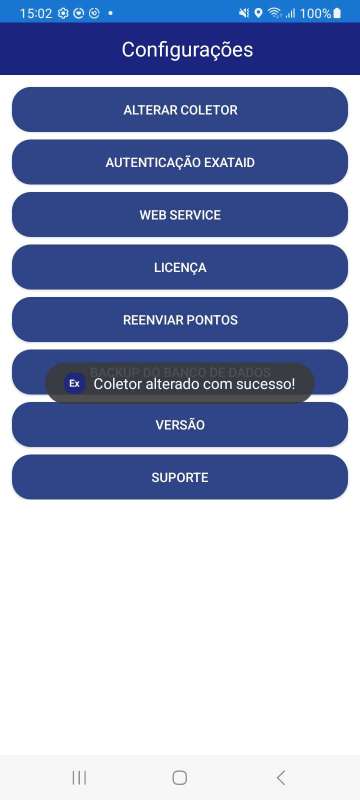 15:02
100%
Configurações
ALTERAR COLETOR
AUTENTICAÇÃO EXATAID
WEB SERVICE
LICENÇA
REENVIAR PONTOS
BACKUP DO BANCO DE DADOS
Ex Coletor alterado com sucesso!
VERSÃO
SUPORTE